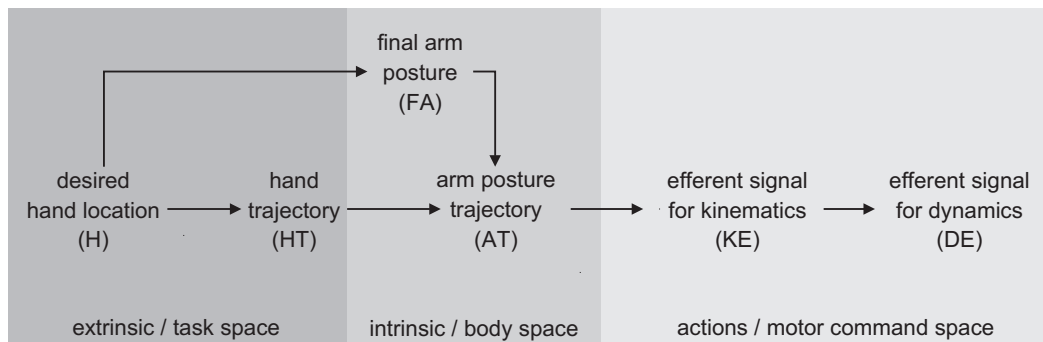 final arm
posture
(FA)
desired
hand location
(H)
hand
trajectory
(HT)
arm posture
trajectory
(AT)
efferent signal
for kinematics
(KE)
efferent signal
for dynamics
(DE)
extrinsic / task space
intrinsic / body space
actions / motor command space